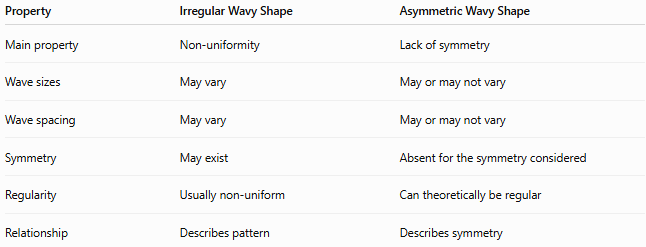 Property Irregular Wavy Shape Asymmetric Wavy Shape
Main property Non-uniformity Lack of symmetry
Wave sizes May vary May or may not vary
Wave spacing May vary May or may not vary
Symmetry May exist Absent for the symmetry considered
Regularity Usually non-uniform Can theoretically be regular
Relationship Describes pattern Describes symmetry